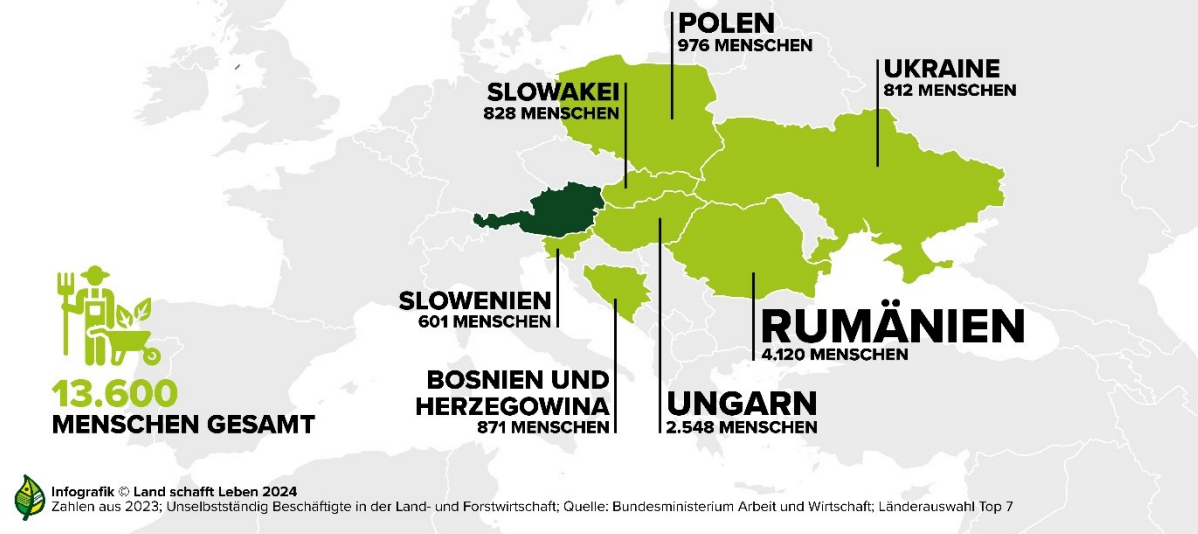 POLEN
976 MENSCHEN
UKRAINE
812 MENSCHEN
SLOWAKEI
828 MENSCHEN
SLOWENIEN
601 MENSCHEN
RUMÄNIEN
4.120 MENSCHEN
BOSNIEN UND
HERZEGOWINA
871 MENSCHEN
UNGARN
2.548 MENSCHEN
13.600
MENSCHEN GESAMT
Infografik © Land schafft Leben 2024
Zahlen aus 2023; Unselbstständig Beschäftigte in der Land- und Forstwirtschaft; Quelle: Bundesministerium Arbeit und Wirtschaft; Länderauswahl Top 7